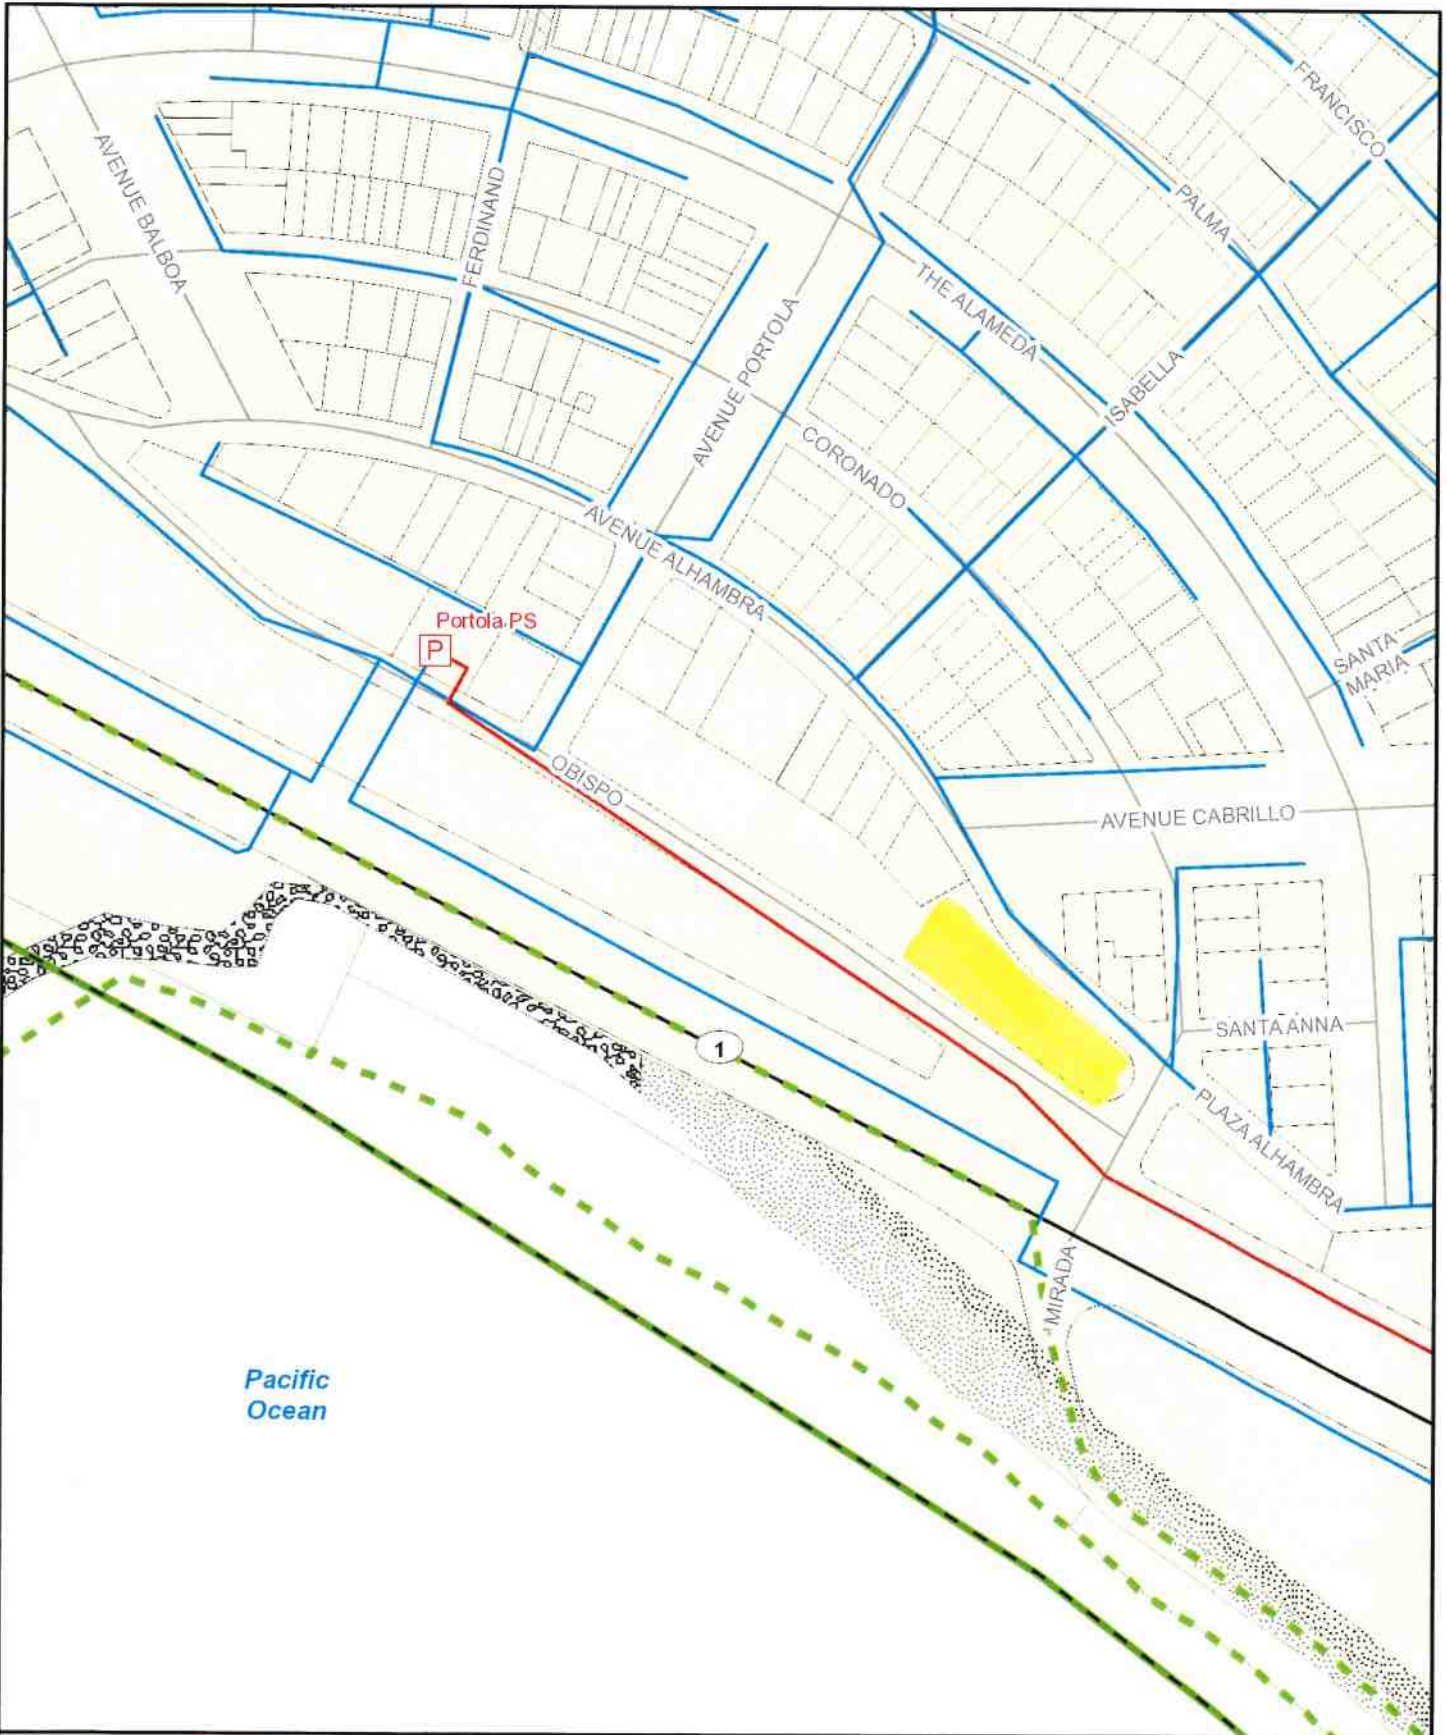 FRANCISCO
AVENUE BALBOA
FERDINAND
PALMA
THE ALAMEDA
AVENUE PORTOLA
ISABELLA
CORONADO
AVENUE ALHAMBRA
Portola PS
P
SANTA
MARIA
OBISPO
AVENUE CABRILLO
SANTA ANNA
1
PLAZA ALHAMBRA
MIRADA
Pacific
Ocean